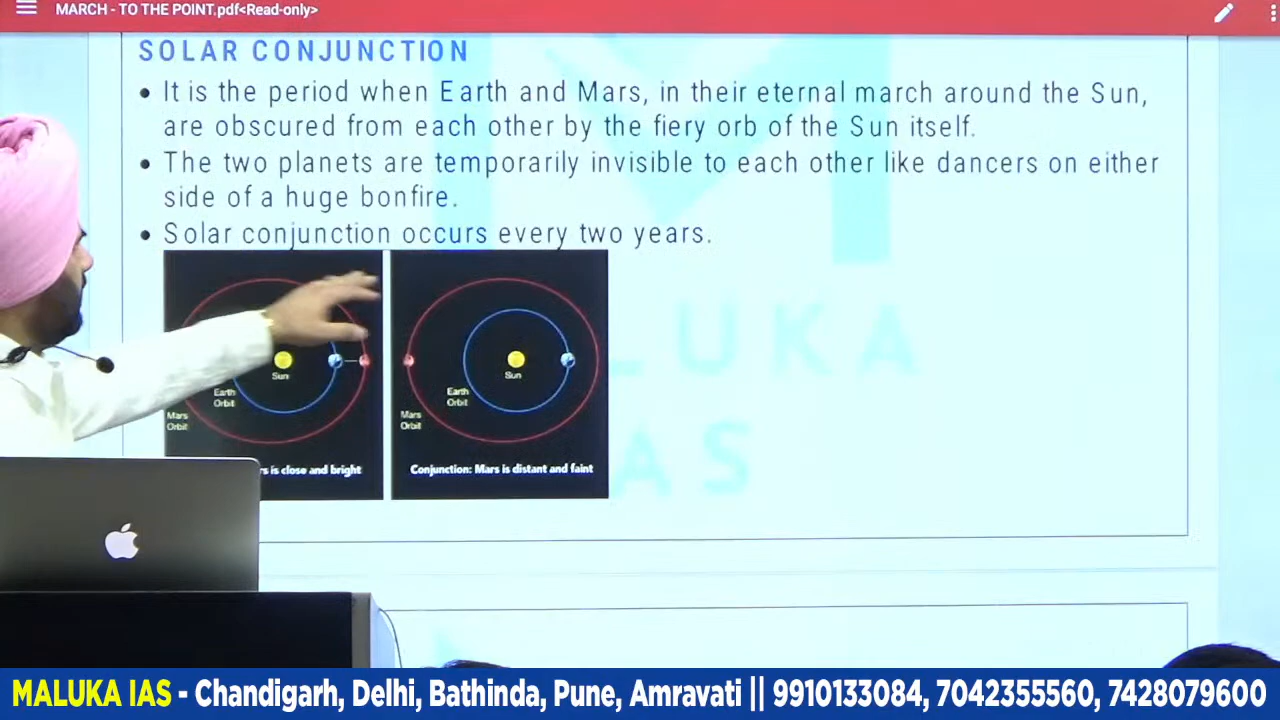 MARCH - TO THE POINT.pdf<Read-only>
SOLAR CONJUNCTION
• It is the period when Earth and Mars, in their eternal march around the Sun,
are obscured from each other by the fiery orb of the Sun itself.
• The two planets are temporarily invisible to each other like dancers on either
side of a huge bonfire.
• Solar conjunction occurs every two years.
Sun
Earth
Orbit
Mars
Orbit
is close and bright
Sun
Earth
Orbit
Mars
Orbit
Conjunction: Mars is distant and faint
LUKA
IAS
MALUKA IAS - Chandigarh, Delhi, Bathinda, Pune, Amravati || 9910133084, 7042355560, 7428079600